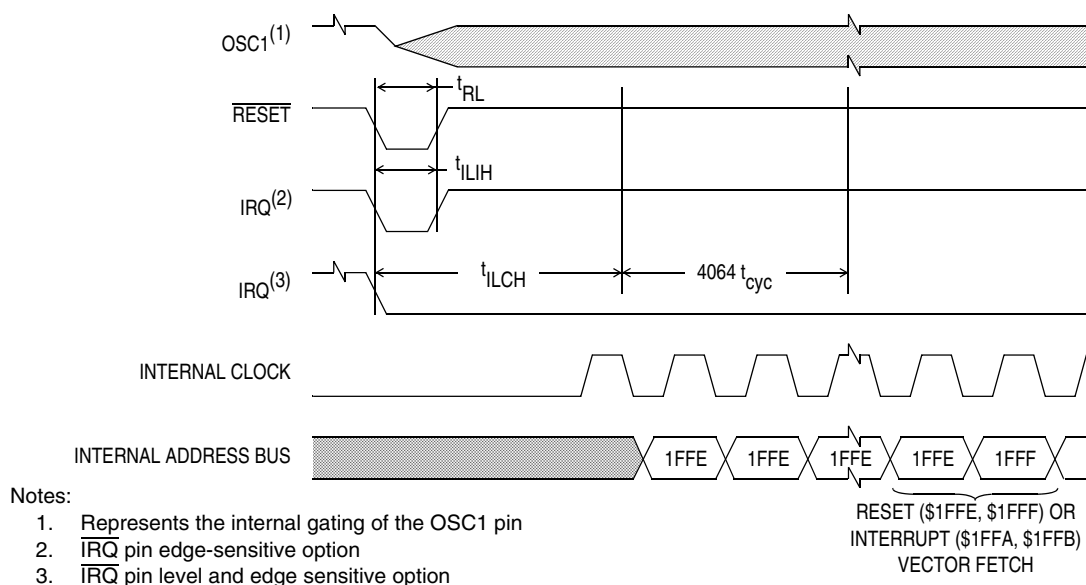 OSC1(1)
tRL
RESET
tILIH
IRQ(2)
tILCH
4064 tcyc
IRQ(3)
INTERNAL CLOCK
INTERNAL ADDRESS BUS
1FFE 1FFE 1FFE 1FFE 1FFF
RESET ($1FFE, $1FFF) OR
INTERRUPT ($1FFA, $1FFB)
VECTOR FETCH
Notes:
1. Represents the internal gating of the OSC1 pin
2. IRQ pin edge-sensitive option
3. IRQ pin level and edge sensitive option